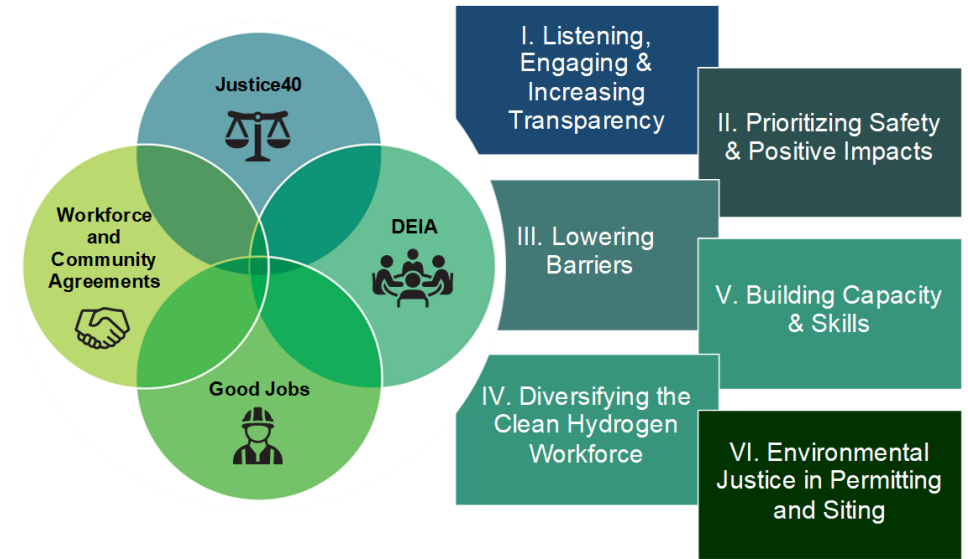 Justice40
Workforce
and
Community
Agreements
DEIA
Good Jobs
I. Listening,
Engaging &
Increasing
Transparency
II. Prioritizing Safety
& Positive Impacts
III. Lowering
Barriers
V. Building Capacity
& Skills
IV. Diversifying the
Clean Hydrogen
Workforce
VI. Environmental
Justice in Permitting
and Siting